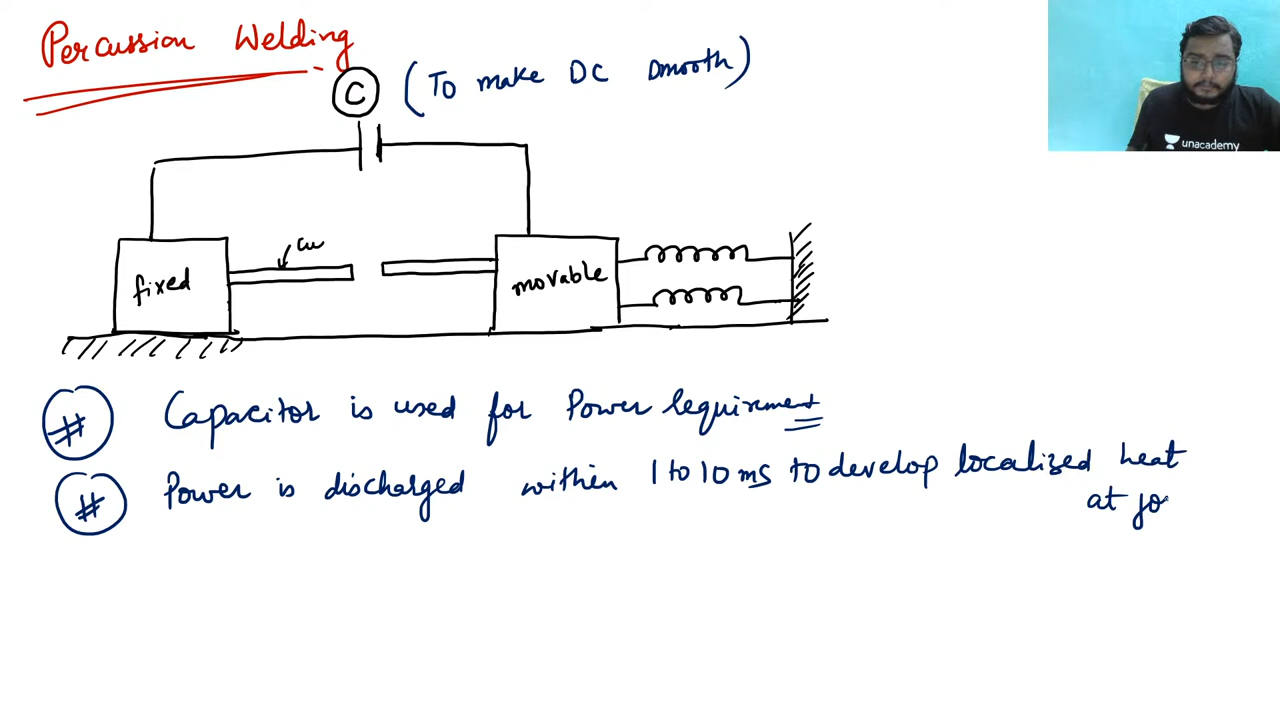 Percussion Welding
C (To make DC smooth)
unacademy
Cu
fixed
movable
# Capacitor is used for Power requirement
# Power is discharged within 1 to 10 ms to develop localized heat
at jo